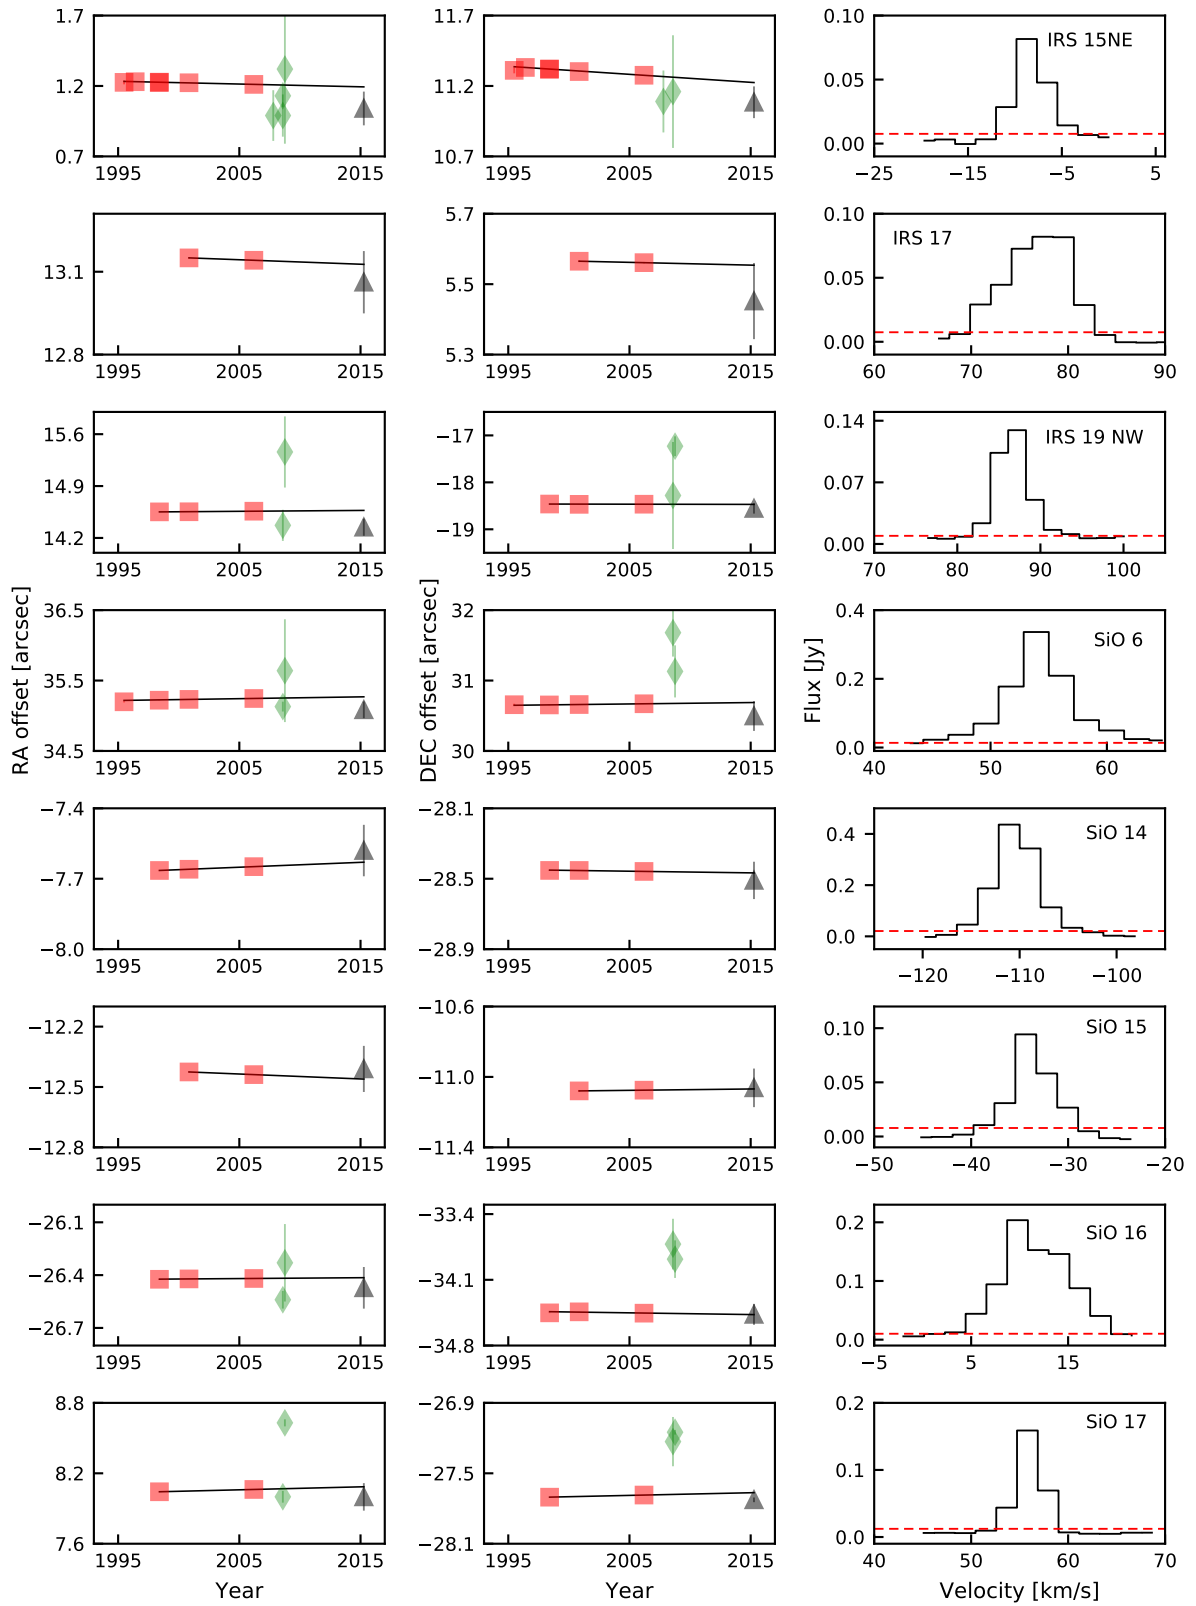 1.7
1.2
0.7
1995 2005 2015
11.7
11.2
10.7
1995 2005 2015
IRS 15NE
0.10
0.05
0.00
−25 −15 −5 5
13.1
12.8
1995 2005 2015
5.7
5.5
5.3
1995 2005 2015
IRS 17
0.10
0.05
0.00
60 70 80 90
15.6
14.9
14.2
1995 2005 2015
−17
−18
−19
1995 2005 2015
IRS 19 NW
0.14
0.07
0.00
70 80 90 100
RA offset [arcsec]
36.5
35.5
34.5
1995 2005 2015
DEC offset [arcsec]
32
31
30
1995 2005 2015
Flux [Jy]
SiO 6
0.4
0.2
0.0
40 50 60
−7.4
−7.7
−8.0
1995 2005 2015
−28.1
−28.5
−28.9
1995 2005 2015
SiO 14
0.4
0.2
0.0
−120 −110 −100
−12.2
−12.5
−12.8
1995 2005 2015
−10.6
−11.0
−11.4
1995 2005 2015
SiO 15
0.10
0.05
0.00
−50 −40 −30 −20
−26.1
−26.4
−26.7
1995 2005 2015
−33.4
−34.1
−34.8
1995 2005 2015
SiO 16
0.2
0.1
0.0
−5 5 15
8.8
8.2
7.6
1995 2005 2015
Year
−26.9
−27.5
−28.1
1995 2005 2015
Year
SiO 17
0.2
0.1
0.0
40 50 60 70
Velocity [km/s]